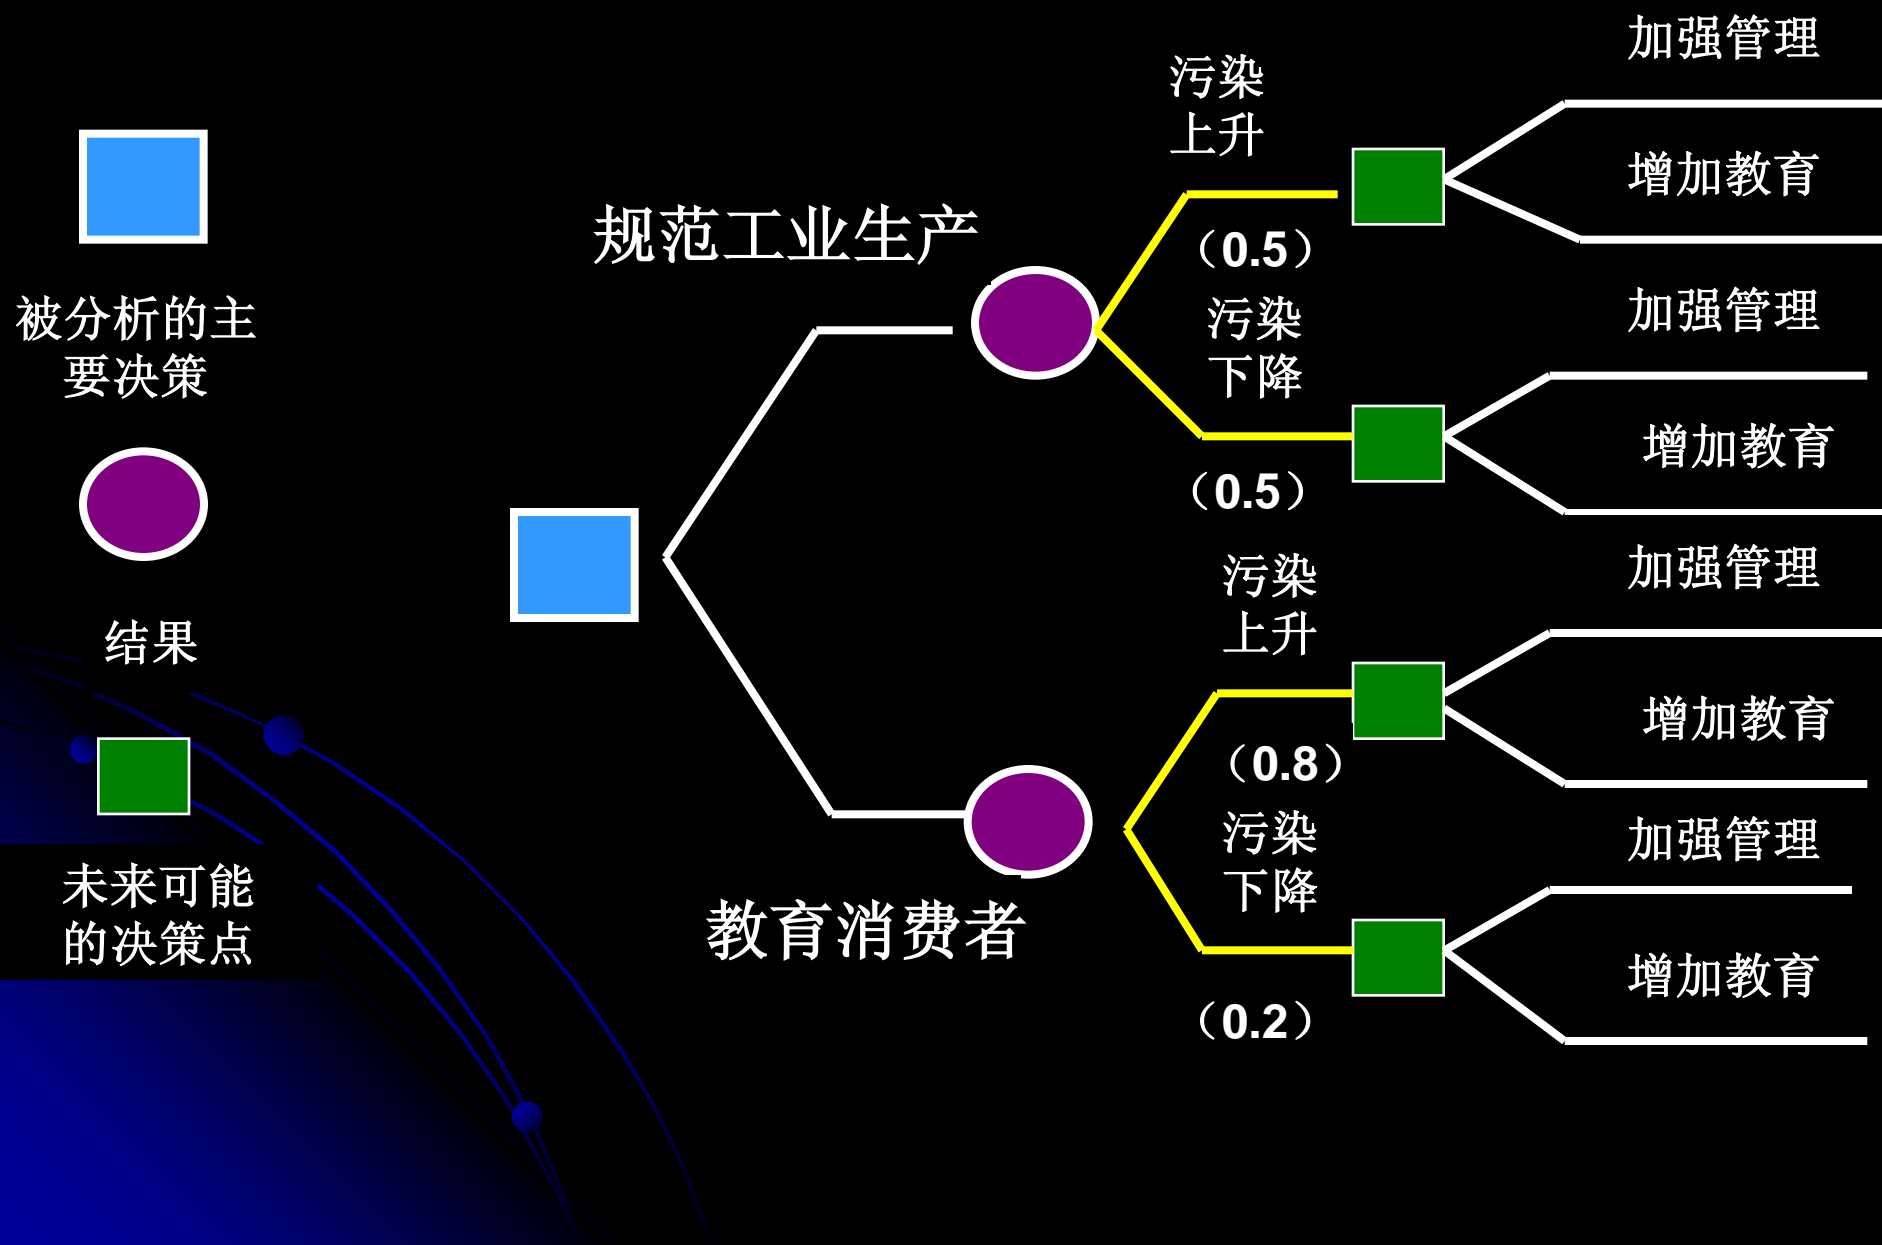 被分析的主
要决策
结果
未来可能
的决策点
规范工业生产
教育消费者
污染
上升
（0.5）
污染
下降
（0.5）
污染
上升
（0.8）
污染
下降
（0.2）
加强管理
增加教育
加强管理
增加教育
加强管理
增加教育
加强管理
增加教育